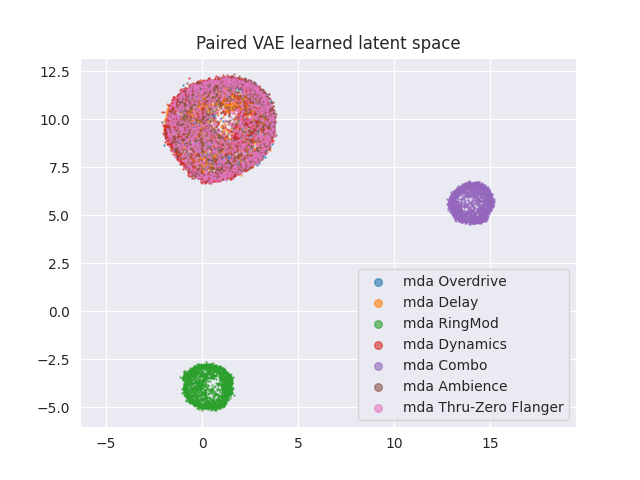 Paired VAE learned latent space
12.5
10.0
7.5
5.0
2.5
0.0
−2.5
−5.0
mda Overdrive
mda Delay
mda RingMod
mda Dynamics
mda Combo
mda Ambience
mda Thru-Zero Flanger
−5 0 5 10 15